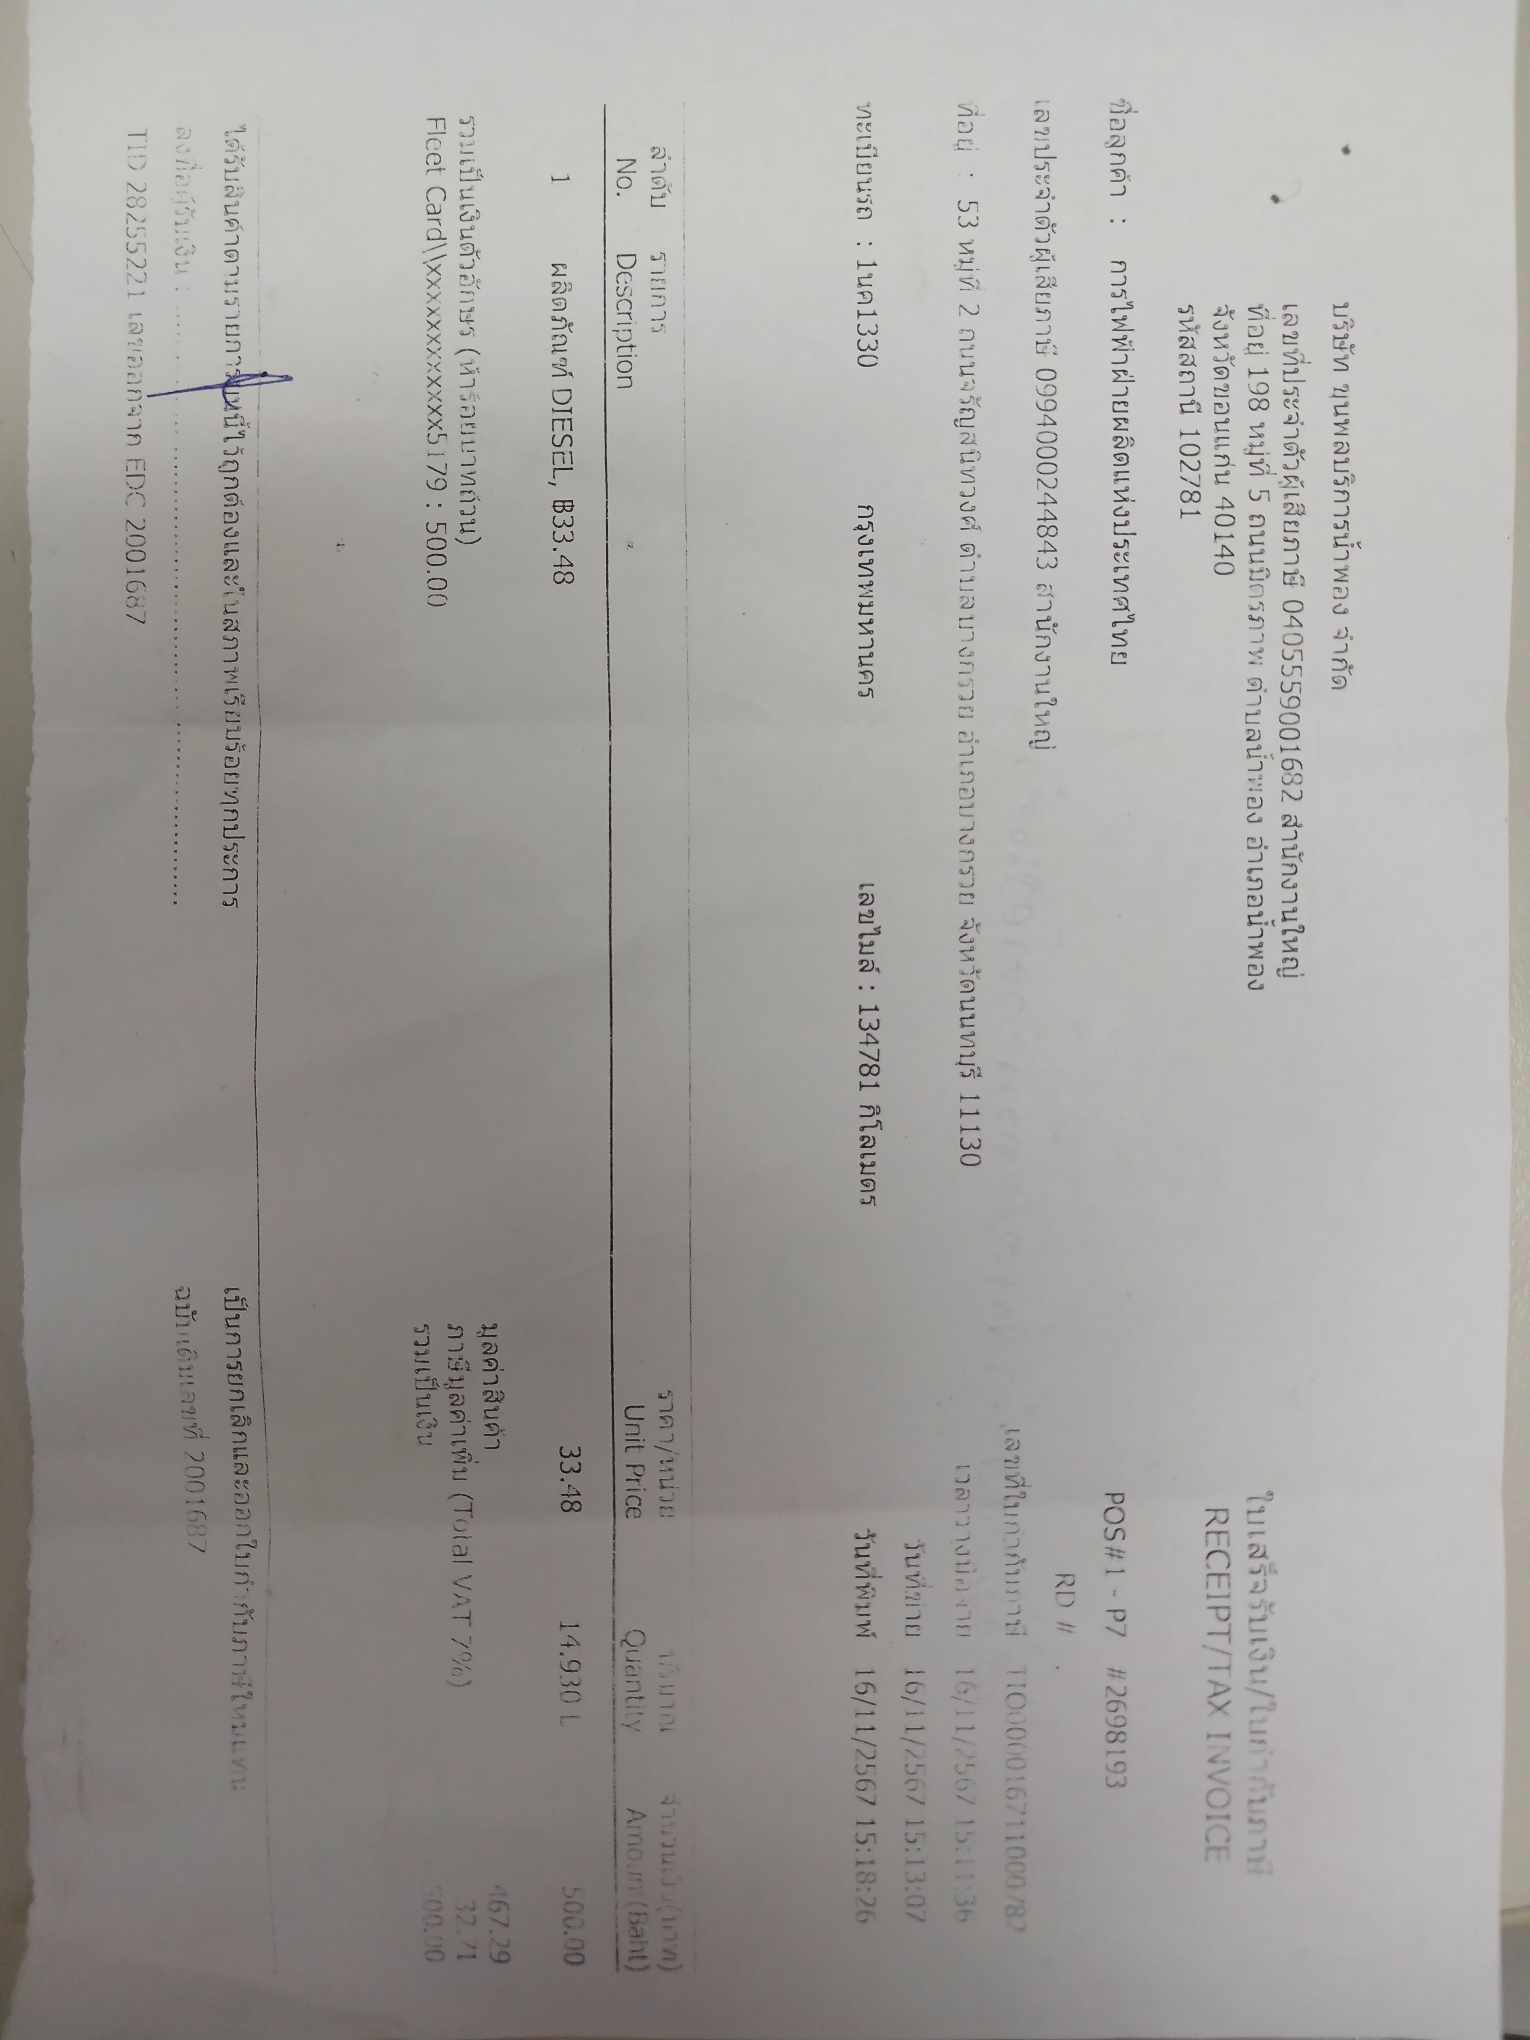 บริษัท ขุนพลบริการน้ำพอง จำกัด
เลขที่ประจำตัวผู้เสียภาษี 0405559001682 สำนักงานใหญ่
ที่อยู่ 198 หมู่ที่ 5 ถนนมิตรภาพ ตำบลน้ำพอง อำเภอน้ำพอง
จังหวัดขอนแก่น 40140
รหัสสถานี 102781
ใบเสร็จรับเงิน/ใบกำกับภาษี
RECEIPT/TAX INVOICE
ชื่อลูกค้า : การไฟฟ้าฝ่ายผลิตแห่งประเทศไทย
POS#1 - P7 #2698193
RD # .
เลขประจำตัวผู้เสียภาษี 0994000244843 สำนักงานใหญ่
เลขที่ใบกำกับภาษี TIO000016711000782
ที่อยู่ : 53 หมู่ที่ 2 ถนนจรัญสนิทวงศ์ ตำบลบางกรวย อำเภอบางกรวย จังหวัดนนทบุรี 11130
เวลาวางมือจ่าย 16/11/2567 15:11:36
วันที่ขาย 16/11/2567 15:13:07
ทะเบียนรถ : 1นค1330 กรุงเทพมหานคร เลขไมล์ : 134781 กิโลเมตร
วันที่พิมพ์ 16/11/2567 15:18:26
ลำดับ รายการ ราคา/หน่วย ปริมาณ จำนวนเงิน(บาท)
No. Description Unit Price Quantity Amount(Baht)
1 ผลิตภัณฑ์ DIESEL, ฿33.48 33.48 14.930 L 500.00
มูลค่าสินค้า 467.29
รวมเป็นเงินตัวอักษร (ห้าร้อยบาทถ้วน)
ภาษีมูลค่าเพิ่ม (Total VAT 7%) 32.71
Fleet Card\\xxxxxxxxxxxx5179 : 500.00
รวมเป็นเงิน 500.00
ได้รับสินค้าตามรายการบนนี้ไว้ถูกต้องและในสภาพเรียบร้อยทุกประการ
เป็นการยกเลิกและออกใบกำกับภาษีใหม่แทน
ลงชื่อผู้รับเงิน : ........................................
ฉบับเดิมเลขที่ 2001687
TID 28255221 เลขออกจาก EDC 2001687